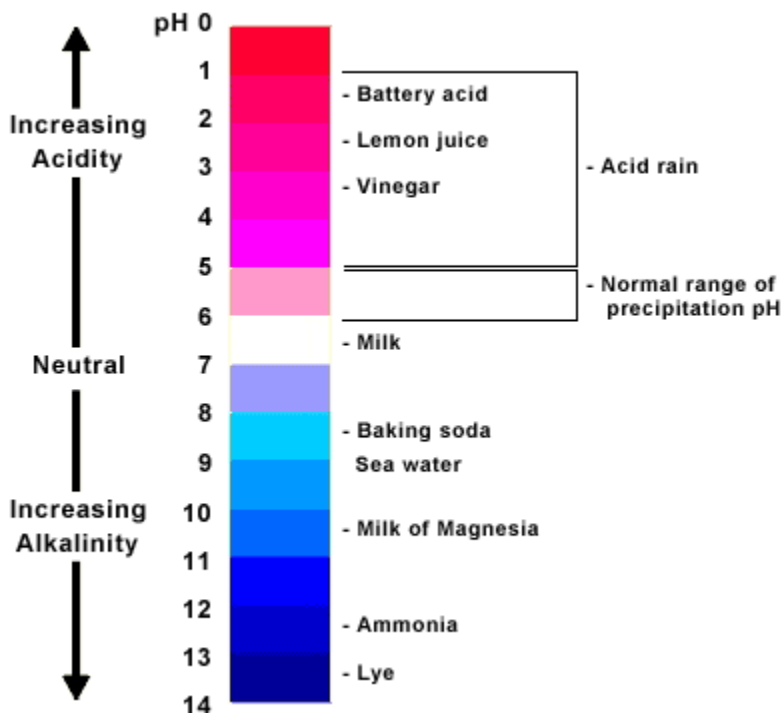 pH 0
1
- Battery acid
2
Increasing
Acidity
- Lemon juice
3
- Acid rain
- Vinegar
4
5
- Normal range of
precipitation pH
6
- Milk
Neutral
7
8
- Baking soda
9
Sea water
Increasing
Alkalinity
10
- Milk of Magnesia
11
12
- Ammonia
13
- Lye
14